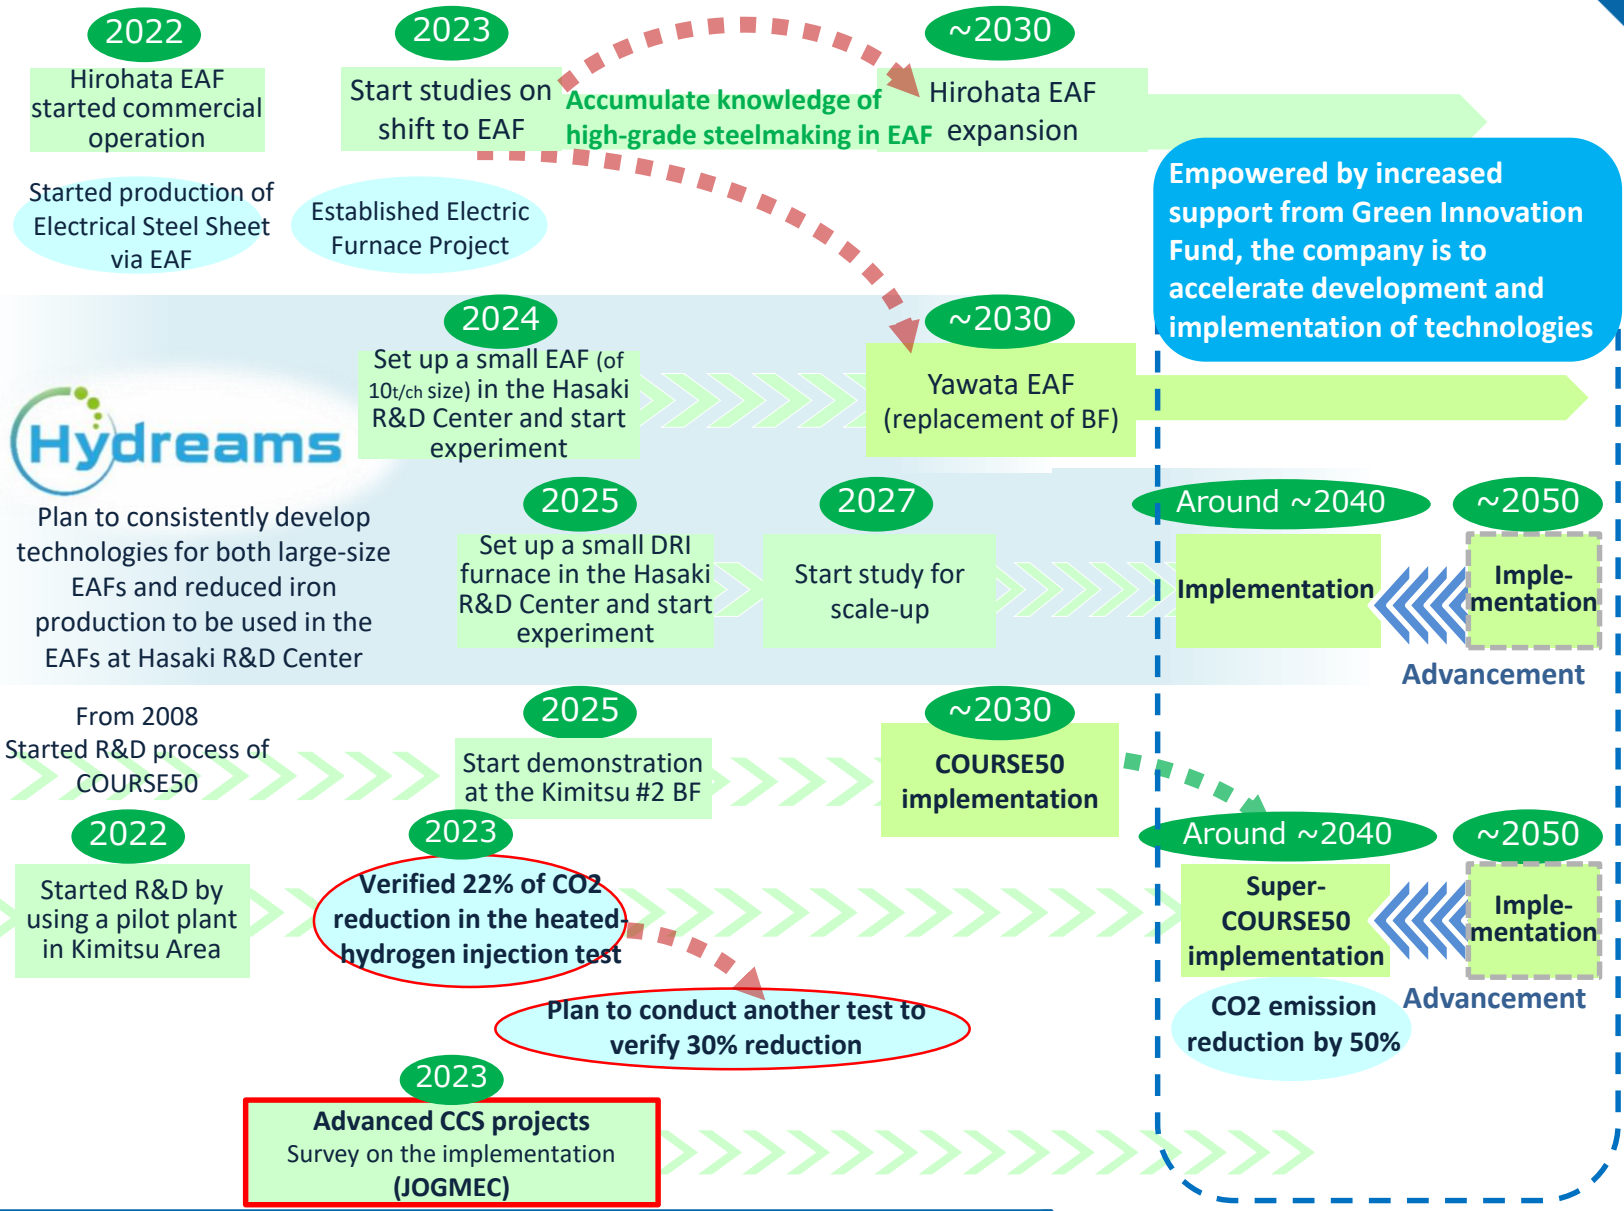 2022
Hirohata EAF
started commercial
operation
Started production of
Electrical Steel Sheet
via EAF
2023
Start studies on
shift to EAF
Established Electric
Furnace Project
Accumulate knowledge of
high-grade steelmaking in EAF
~2030
Hirohata EAF
expansion
Empowered by increased
support from Green Innovation
Fund, the company is to
accelerate development and
implementation of technologies
Hydreams
Plan to consistently develop
technologies for both large-size
EAFs and reduced iron
production to be used in the
EAFs at Hasaki R&D Center
2024
Set up a small EAF (of
10t/ch size) in the Hasaki
R&D Center and start
experiment
~2030
Yawata EAF
(replacement of BF)
2025
Set up a small DRI
furnace in the Hasaki
R&D Center and start
experiment
2027
Start study for
scale-up
Around ~2040
Implementation
~2050
Imple-
mentation
Advancement
From 2008
Started R&D process of
COURSE50
2025
Start demonstration
at the Kimitsu #2 BF
~2030
COURSE50
implementation
2022
Started R&D by
using a pilot plant
in Kimitsu Area
2023
Verified 22% of CO2
reduction in the heated-
hydrogen injection test
Plan to conduct another test to
verify 30% reduction
Around ~2040
Super-
COURSE50
implementation
CO2 emission
reduction by 50%
~2050
Imple-
mentation
Advancement
2023
Advanced CCS projects
Survey on the implementation
(JOGMEC)